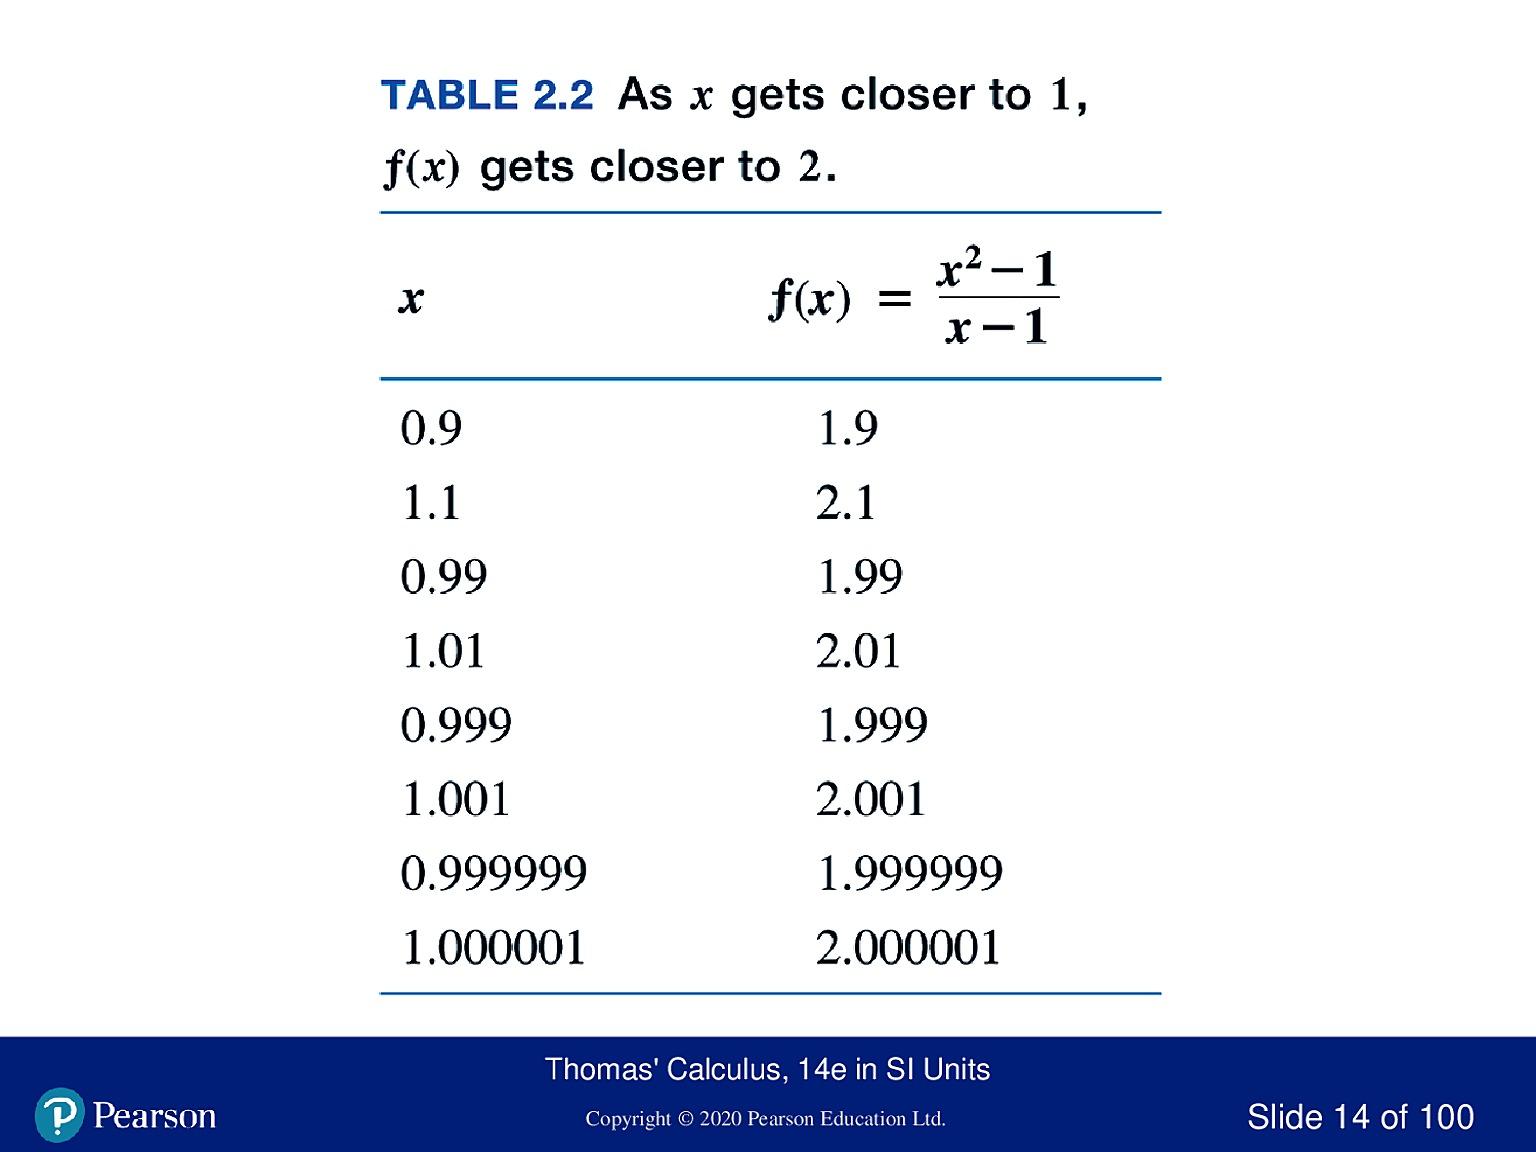 TABLE 2.2 As x gets closer to 1,
f(x) gets closer to 2.
x f(x) = (x² − 1)/(x − 1)
0.9 1.9
1.1 2.1
0.99 1.99
1.01 2.01
0.999 1.999
1.001 2.001
0.999999 1.999999
1.000001 2.000001
Thomas' Calculus, 14e in SI Units
Pearson
Copyright © 2020 Pearson Education Ltd.
Slide 14 of 100